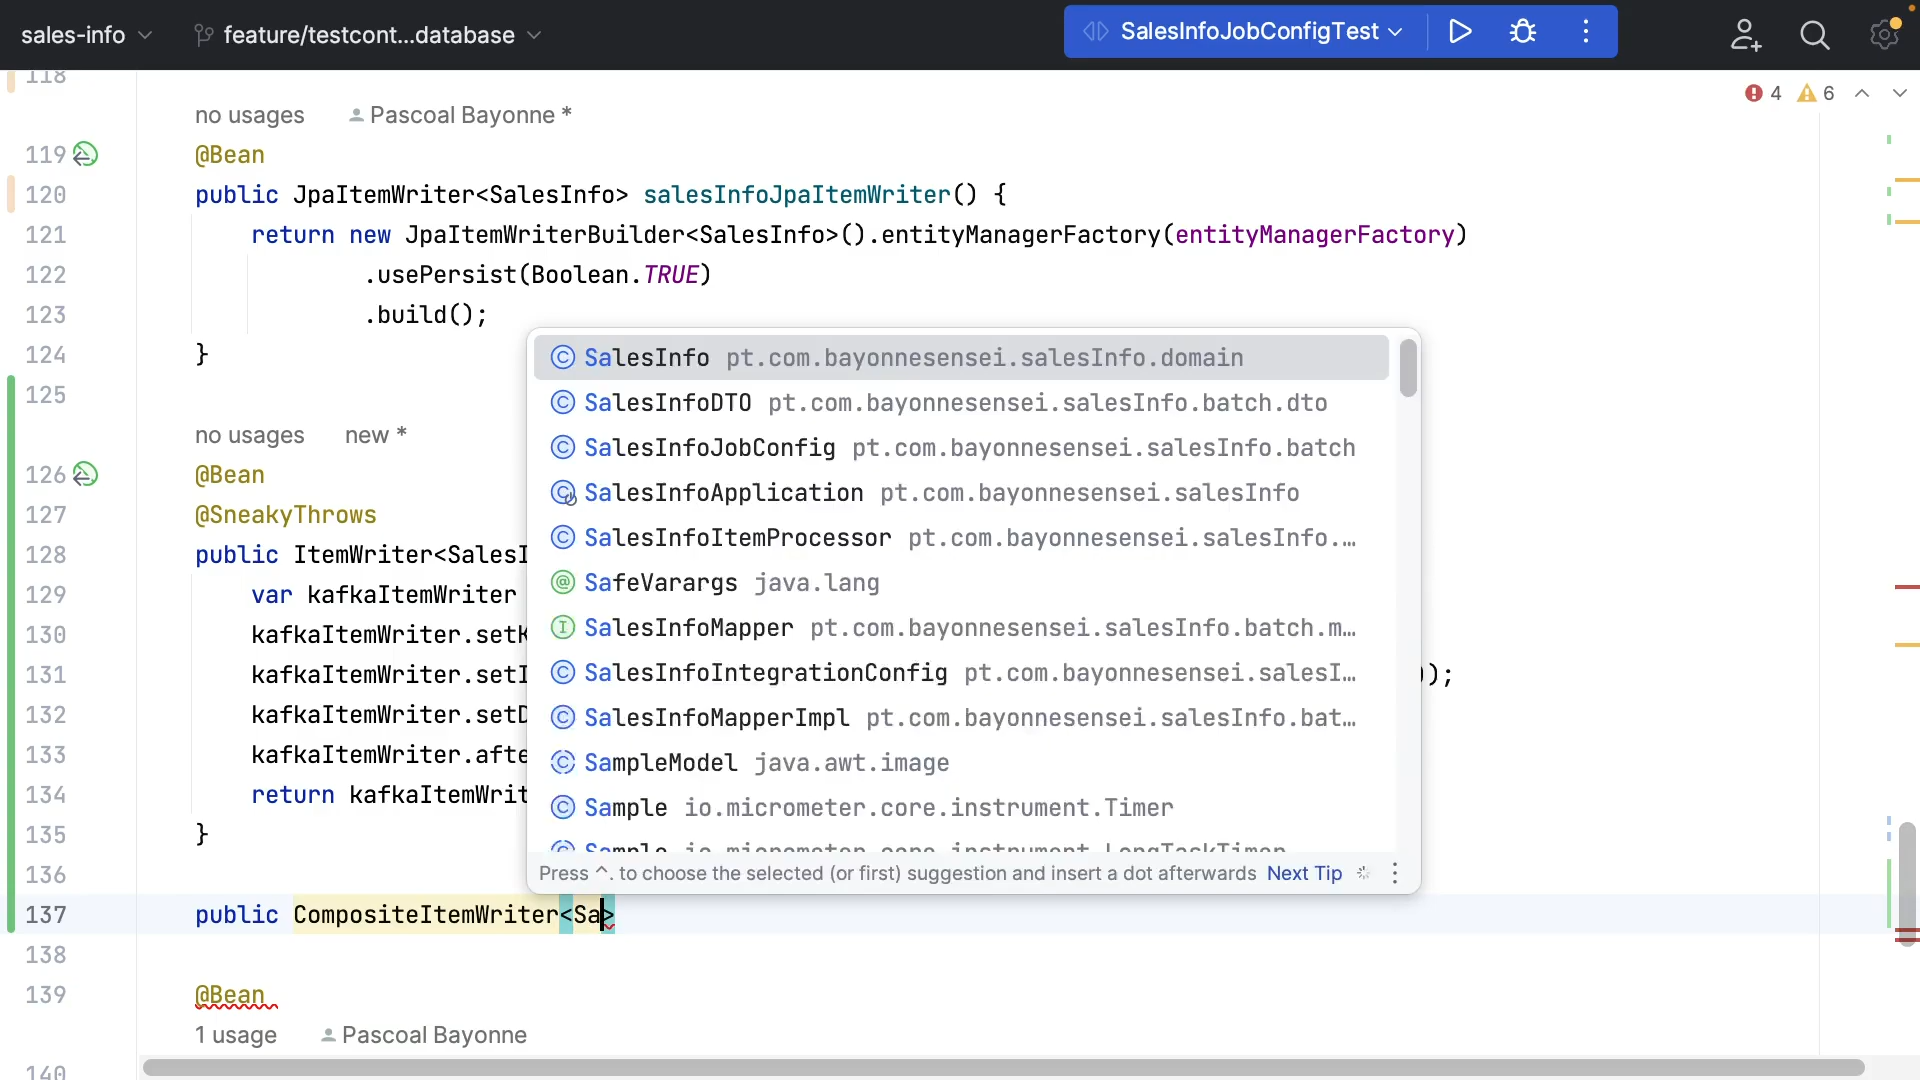 sales-info feature/testcont...database SalesInfoJobConfigTest
118
no usages Pascoal Bayonne * 4 6
119 @Bean
120 public JpaItemWriter<SalesInfo> salesInfoJpaItemWriter() {
121 return new JpaItemWriterBuilder<SalesInfo>().entityManagerFactory(entityManagerFactory)
122 .usePersist(Boolean.TRUE)
123 .build();
124 }
125
no usages new *
126 @Bean
127 @SneakyThrows
128 public ItemWriter<SalesI
129 var kafkaItemWriter
130 kafkaItemWriter.setK
131 kafkaItemWriter.setI ));
132 kafkaItemWriter.setD
133 kafkaItemWriter.afte
134 return kafkaItemWrit
135 }
136
137 public CompositeItemWriter<Sa>
138
139 @Bean
1 usage Pascoal Bayonne
140
SalesInfo pt.com.bayonnesensei.salesInfo.domain
SalesInfoDTO pt.com.bayonnesensei.salesInfo.batch.dto
SalesInfoJobConfig pt.com.bayonnesensei.salesInfo.batch
SalesInfoApplication pt.com.bayonnesensei.salesInfo
SalesInfoItemProcessor pt.com.bayonnesensei.salesInfo.…
SafeVarargs java.lang
SalesInfoMapper pt.com.bayonnesensei.salesInfo.batch.m…
SalesInfoIntegrationConfig pt.com.bayonnesensei.salesI…
SalesInfoMapperImpl pt.com.bayonnesensei.salesInfo.bat…
SampleModel java.awt.image
Sample io.micrometer.core.instrument.Timer
Sample io.micrometer.core.instrument.LongTaskTimer
Press ^. to choose the selected (or first) suggestion and insert a dot afterwards Next Tip